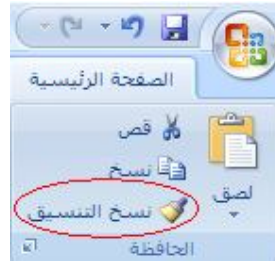 الصفحة الرئيسية
قص
نسخ
لصق
نسخ التنسيق
الحافظة